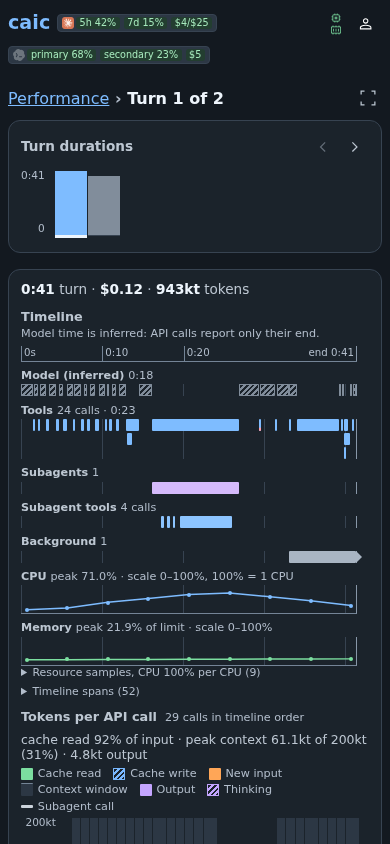 caic 5h 42% 7d 15% $4/$25
primary 68% secondary 23% $5
Performance › Turn 1 of 2
Turn durations
0:41
0
0:41 turn · $0.12 · 943kt tokens
Timeline
Model time is inferred: API calls report only their end.
0s 0:10 0:20 end 0:41
Model (inferred) 0:18
Tools 24 calls · 0:23
Subagents 1
Subagent tools 4 calls
Background 1
CPU peak 71.0% · scale 0–100%, 100% = 1 CPU
Memory peak 21.9% of limit · scale 0–100%
Resource samples, CPU 100% per CPU (9)
Timeline spans (52)
Tokens per API call 29 calls in timeline order
cache read 92% of input · peak context 61.1kt of 200kt
(31%) · 4.8kt output
Cache read Cache write New input
Context window Output Thinking
Subagent call
200kt